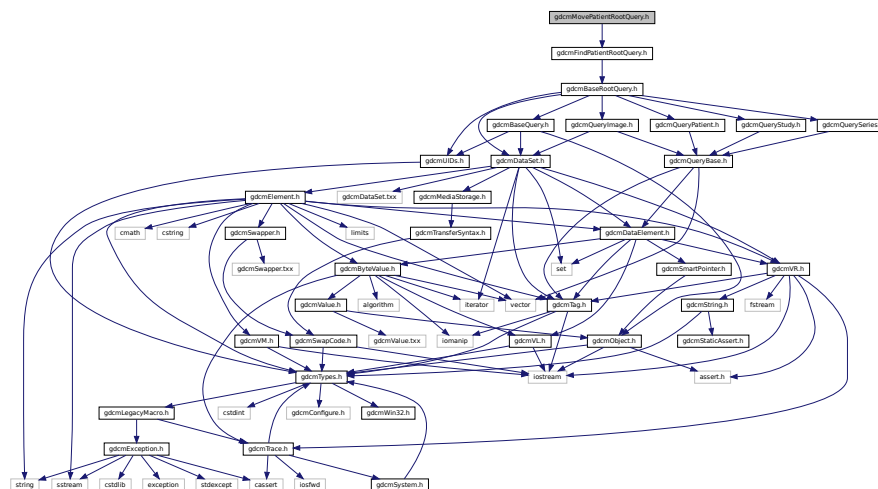 gdcmMovePatientRootQuery.h
gdcmFindPatientRootQuery.h
gdcmBaseRootQuery.h
gdcmBaseQuery.h
gdcmQueryImage.h
gdcmQueryPatient.h
gdcmQueryStudy.h
gdcmQuerySeries
gdcmUIDs.h
gdcmDataSet.h
gdcmQueryBase.h
gdcmElement.h
gdcmDataSet.txx
gdcmMediaStorage.h
cmath
cstring
gdcmSwapper.h
limits
gdcmTransferSyntax.h
gdcmDataElement.h
gdcmSwapper.txx
gdcmByteValue.h
set
gdcmSmartPointer.h
gdcmVR.h
gdcmValue.h
algorithm
iterator
vector
gdcmTag.h
gdcmString.h
fstream
gdcmVM.h
gdcmSwapCode.h
gdcmValue.txx
iomanip
gdcmVL.h
gdcmObject.h
gdcmStaticAssert.h
gdcmTypes.h
iostream
assert.h
gdcmLegacyMacro.h
cstdint
gdcmConfigure.h
gdcmWin32.h
gdcmException.h
gdcmTrace.h
string
sstream
cstdlib
exception
stdexcept
cassert
iosfwd
gdcmSystem.h